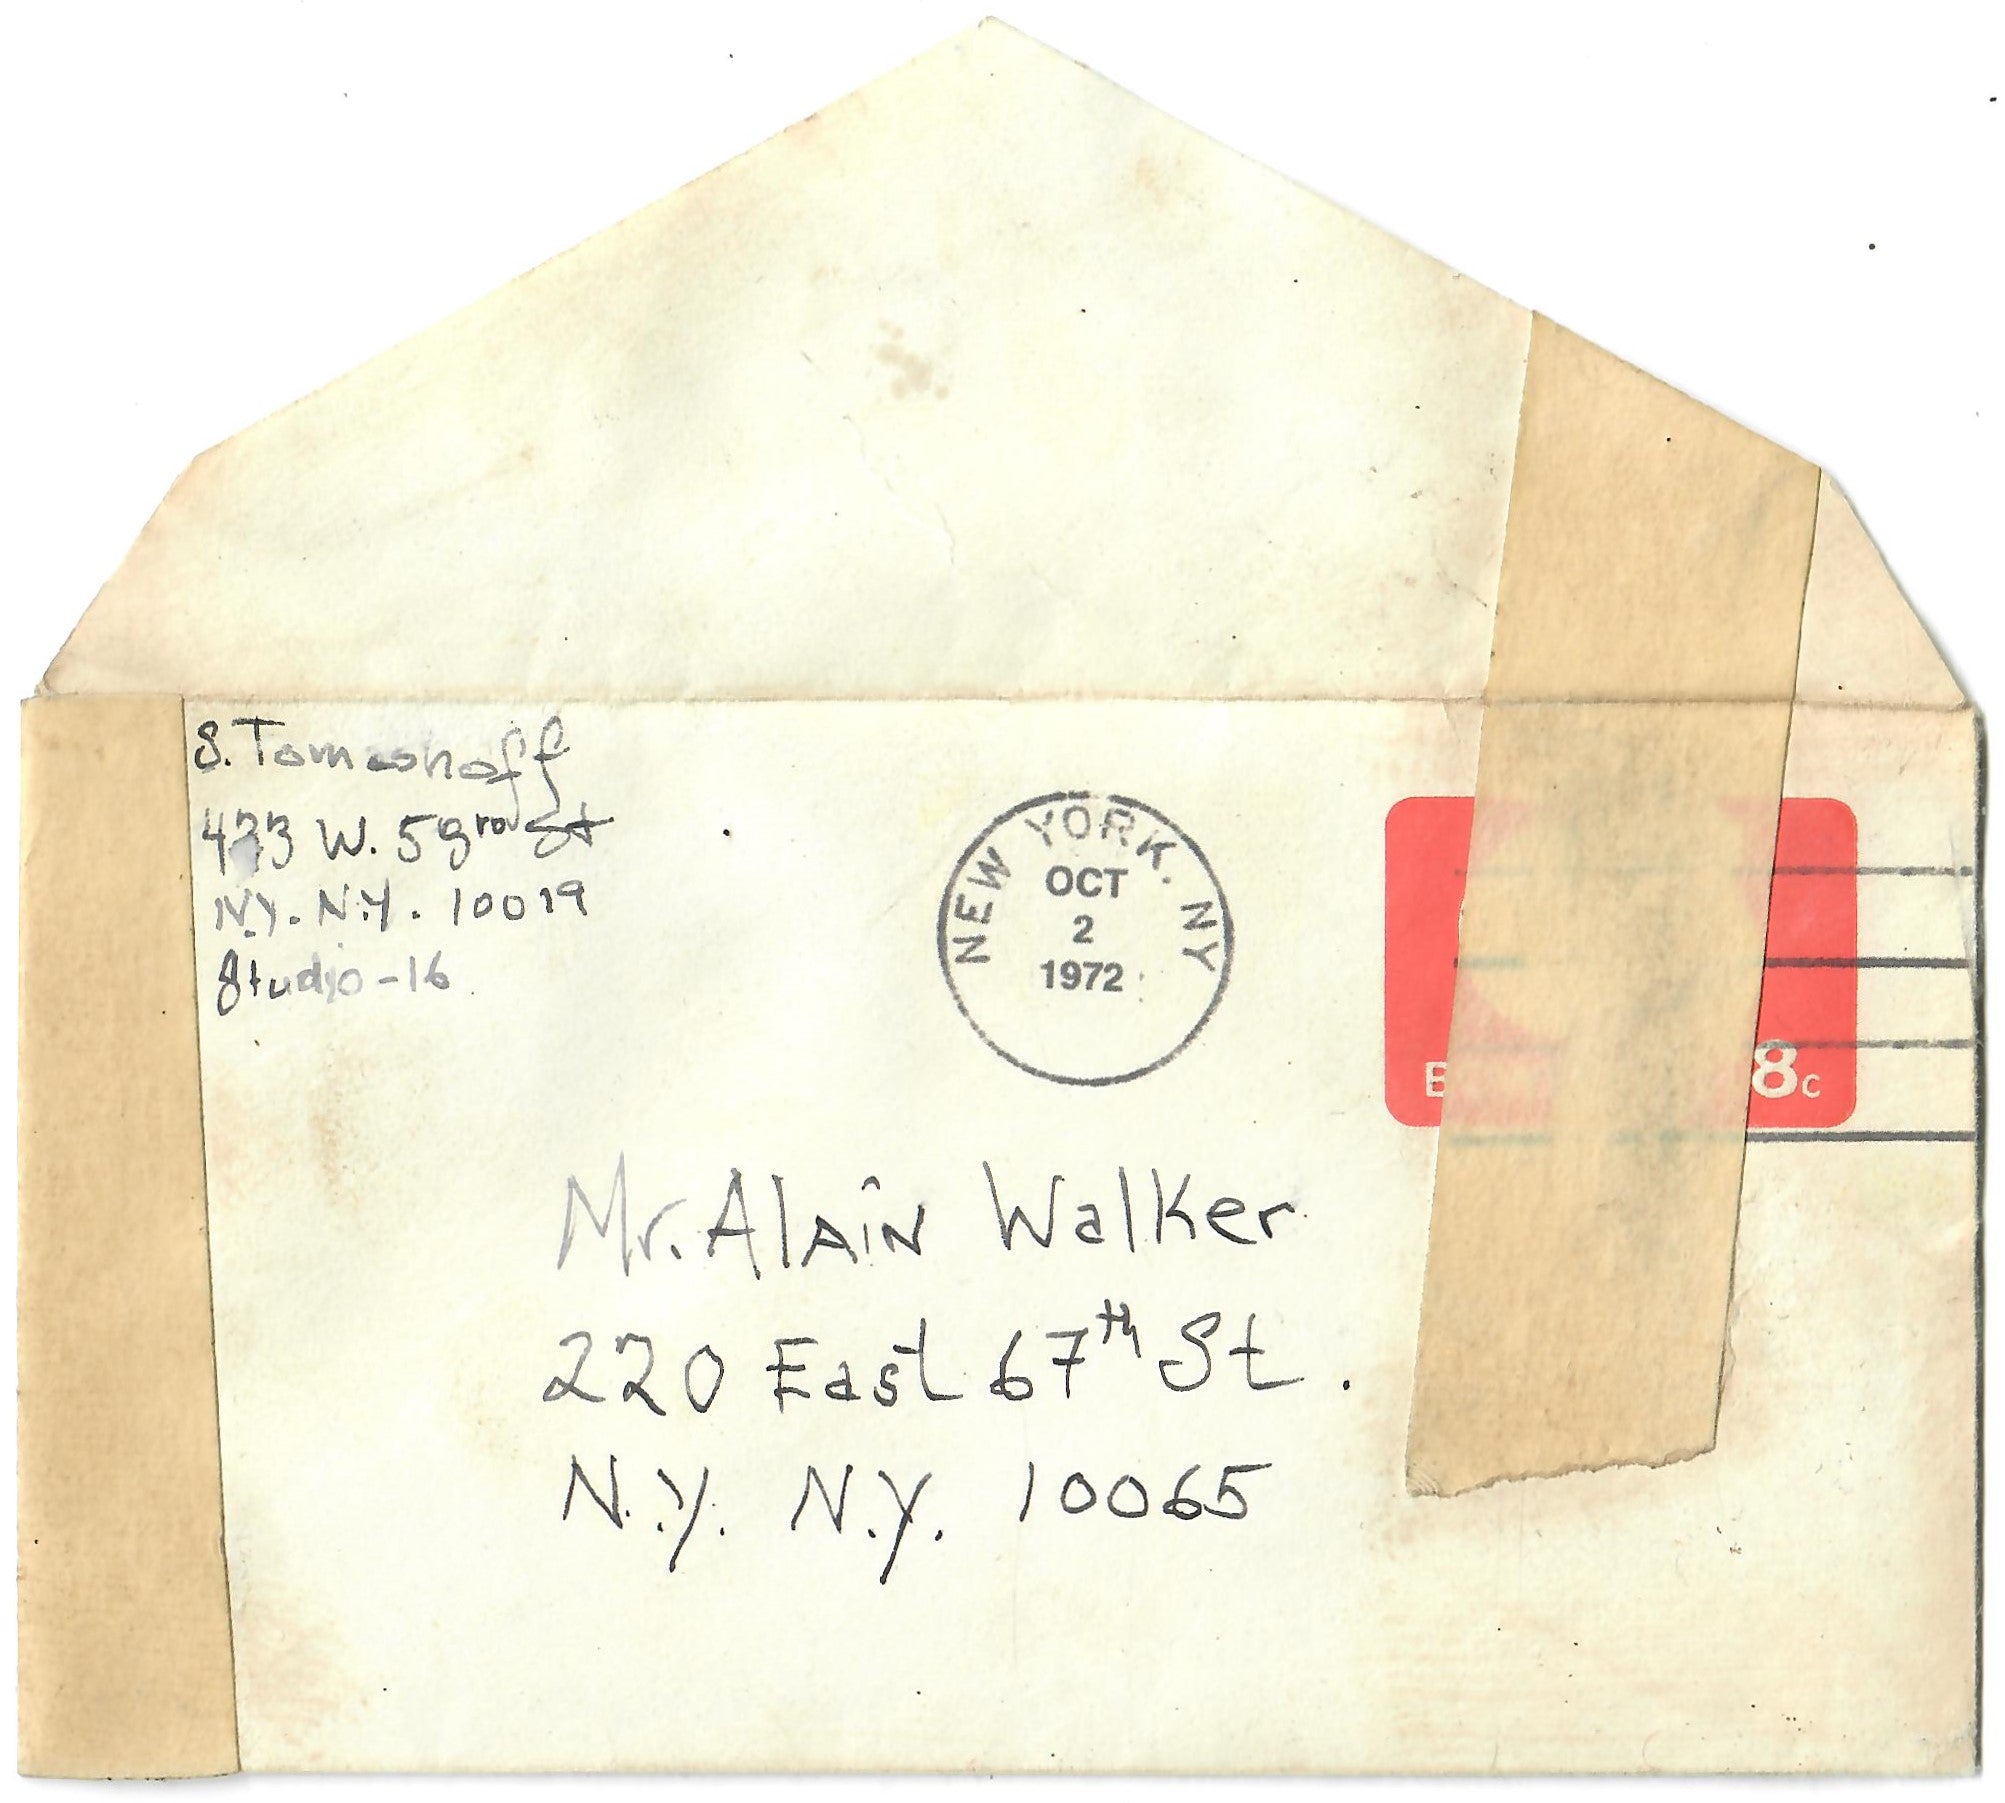 S. Tomashoff
433 W. 53rd St
N.Y. N.Y. 10019
Studio-16
NEW YORK. NY
OCT
2
1972
8c
Mr. Alain Walker
220 East 67th St.
N.Y. N.Y. 10065